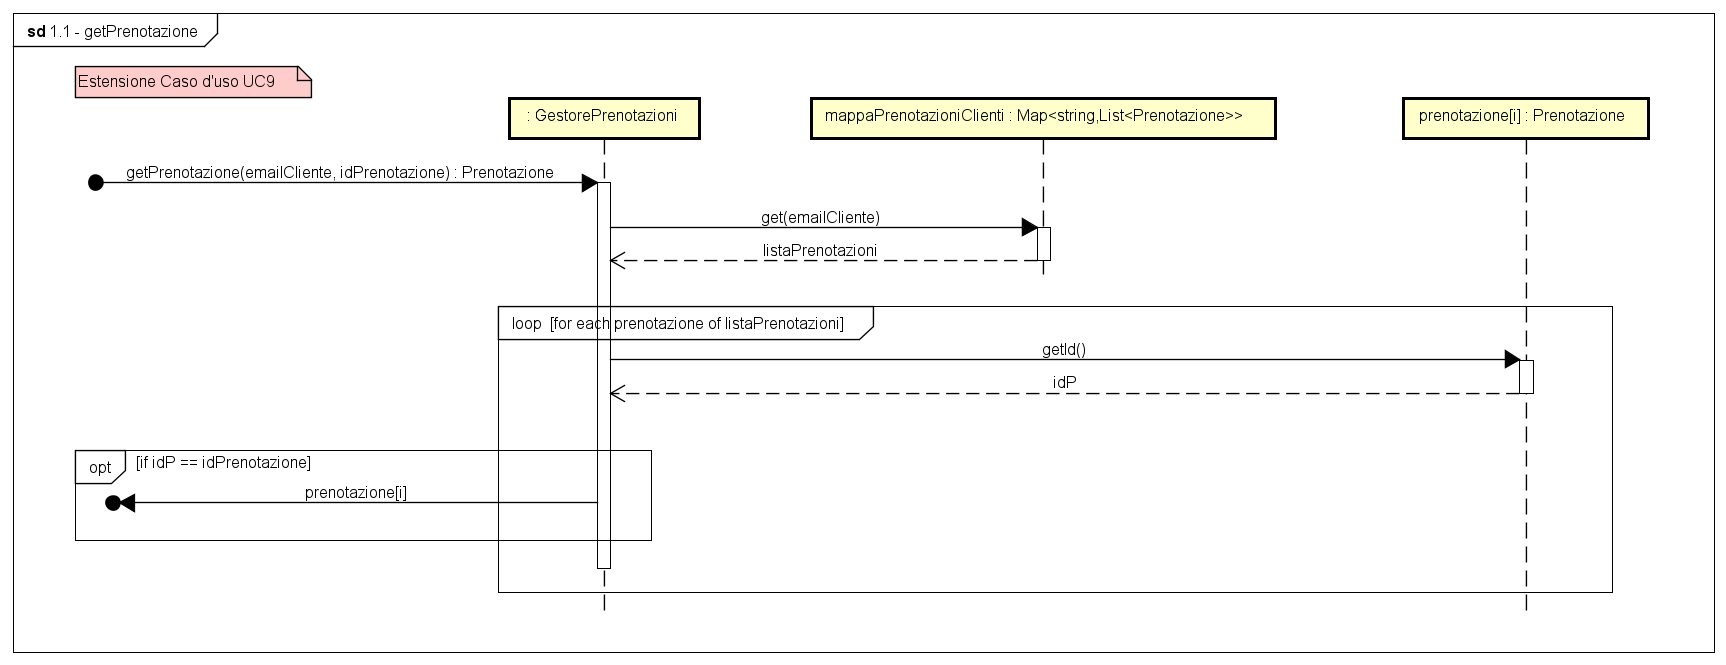 sd 1.1 - getPrenotazione
Estensione Caso d'uso UC9
: GestorePrenotazioni
mappaPrenotazioniClienti : Map<string,List<Prenotazione>>
prenotazione[i] : Prenotazione
getPrenotazione(emailCliente, idPrenotazione) : Prenotazione
get(emailCliente)
listaPrenotazioni
loop [for each prenotazione of listaPrenotazioni]
getId()
idP
opt [if idP == idPrenotazione]
prenotazione[i]